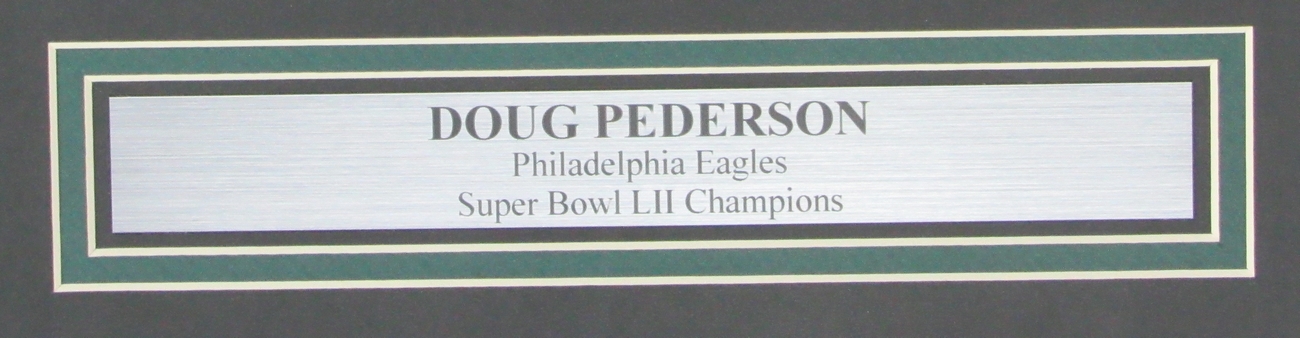 DOUG PEDERSON
Philadelphia Eagles
Super Bowl LII Champions